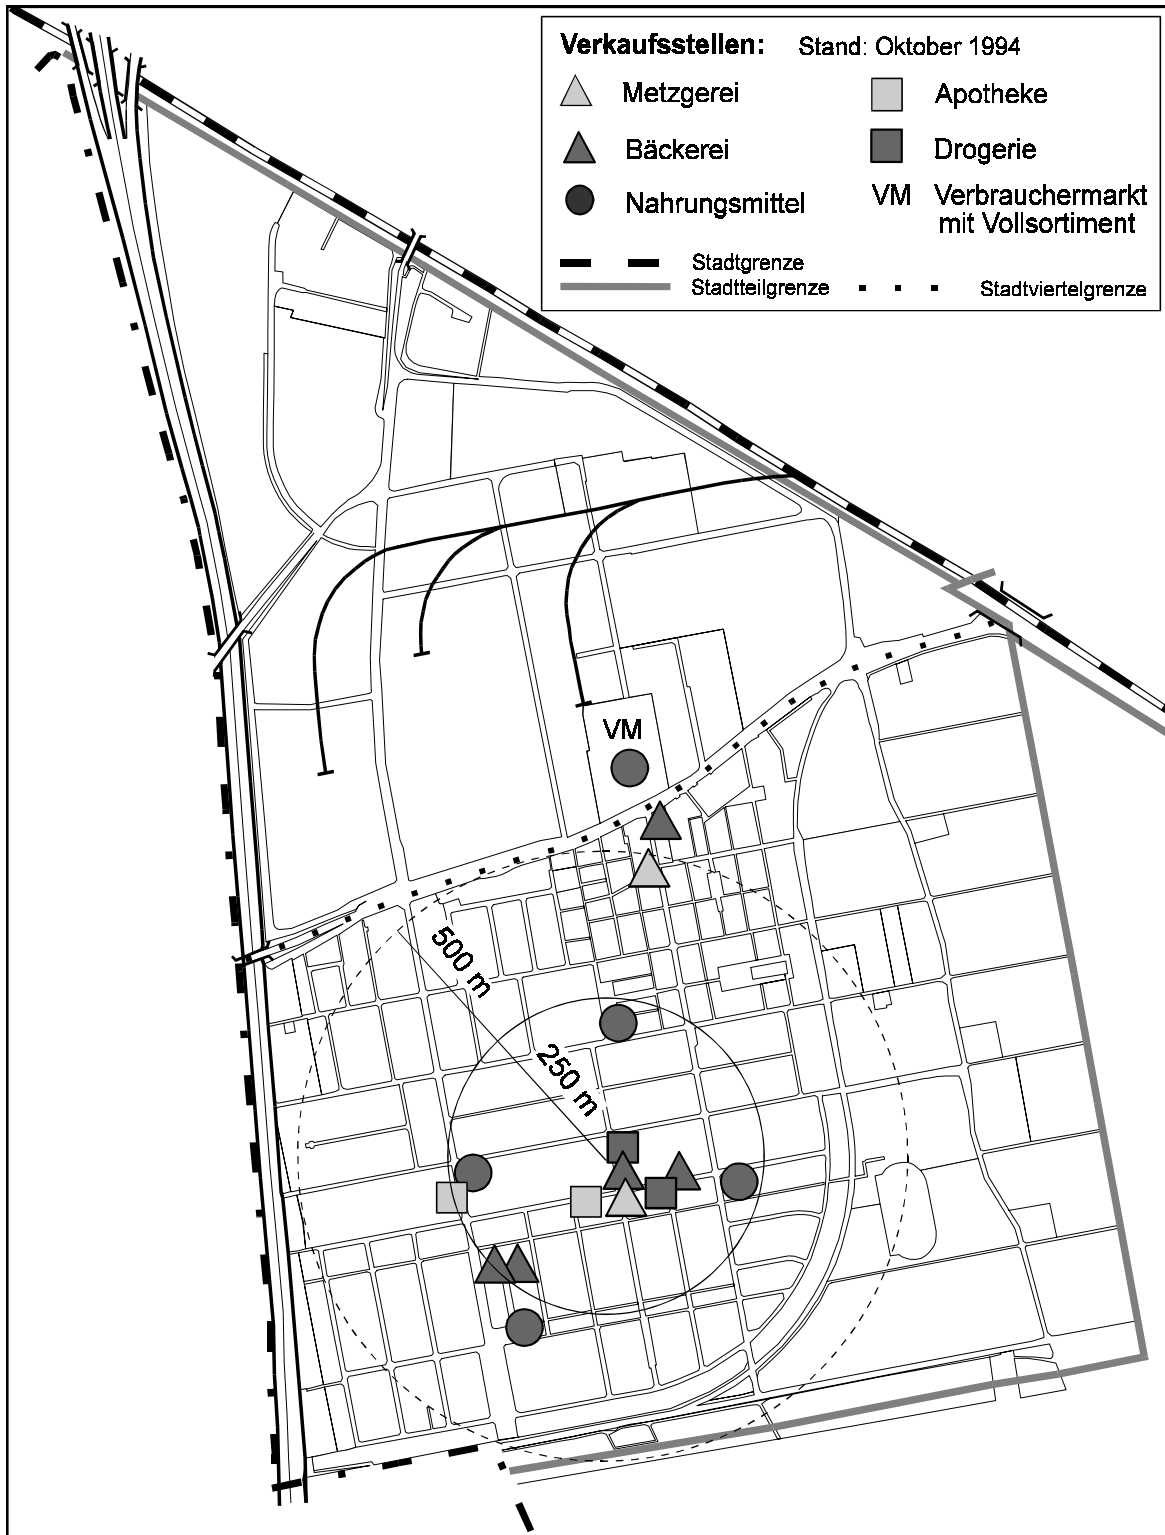 Verkaufsstellen: Stand: Oktober 1994
Metzgerei
Apotheke
Bäckerei
Drogerie
Nahrungsmittel
VM Verbrauchermarkt
mit Vollsortiment
Stadtgrenze
Stadtteilgrenze
Stadtviertelgrenze
VM
500 m
250 m